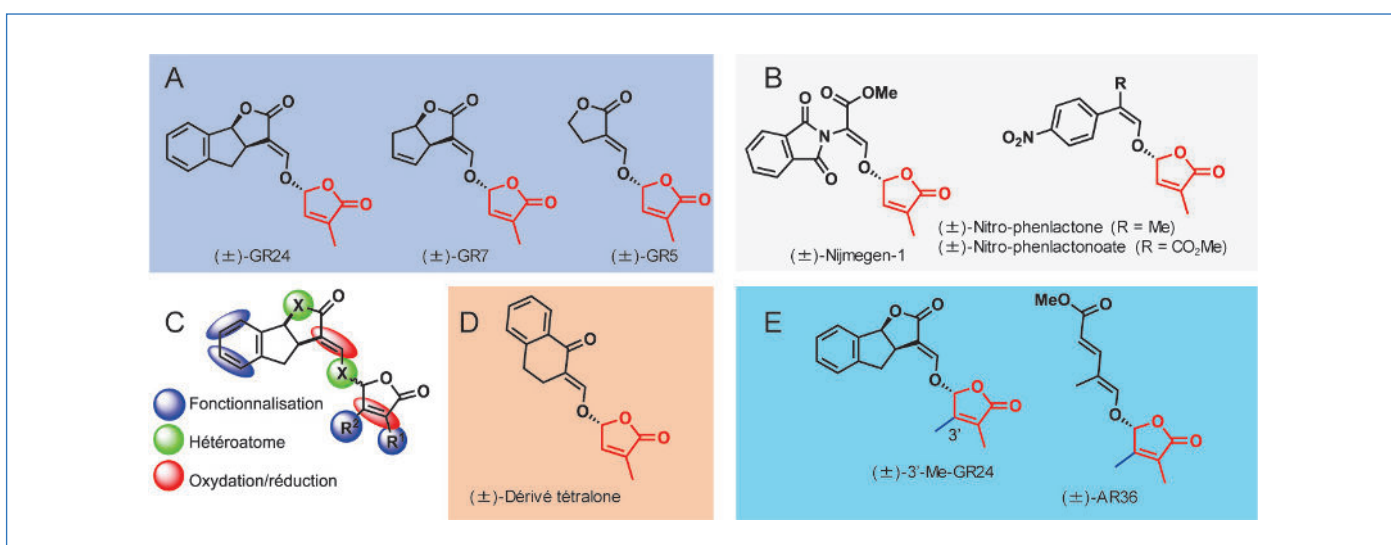 A
O
O
O
O
O
(±)-GR24
O
O
O
O
O
(±)-GR7
O
O
O
O
O
(±)-GR5
B
O
OMe
O
N
O
O
O
O
(±)-Nijmegen-1
R
NO₂
O
O
O
(±)-Nitro-phenlactone (R = Me)
(±)-Nitro-phenlactonoate (R = CO₂Me)
C
X
O
X
O
O
R²
R¹
Fonctionnalisation
Hétéroatome
Oxydation/réduction
D
O
O
O
O
(±)-Dérivé tétralone
E
O
O
O
O
O
3'
(±)-3'-Me-GR24
MeO
O
O
O
O
(±)-AR36